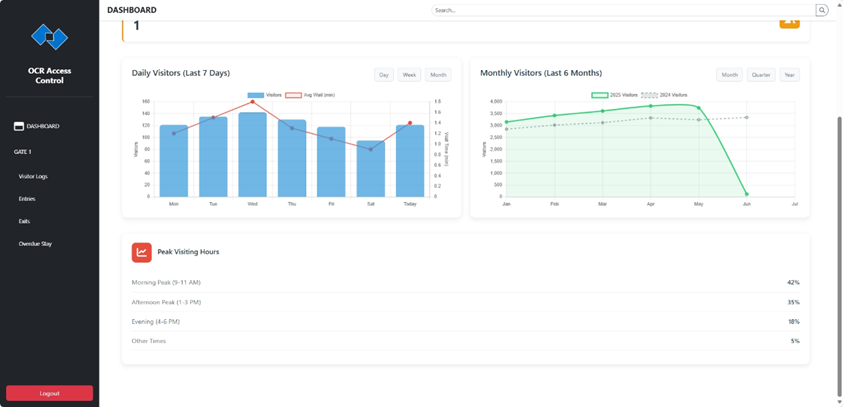 DASHBOARD
Search...
OCR Access
Control
DASHBOARD
GATE 1
Visitor Logs
Entries
Exits
Overdue Stay
Logout
1
Daily Visitors (Last 7 Days)
Day Week Month
Visitors Avg Wait (min)
160
140
120
100
80
60
40
20
0
Visitors
1.8
1.6
1.4
1.2
1.0
0.8
0.6
0.4
0.2
0
Wait Time (min)
Mon Tue Wed Thu Fri Sat Today
Monthly Visitors (Last 6 Months)
Month Quarter Year
2025 Visitors 2024 Visitors
4,000
3,500
3,000
2,500
2,000
1,500
1,000
500
0
Visitors
Jan Feb Mar Apr May Jun Jul
Peak Visiting Hours
Morning Peak (9-11 AM) 42%
Afternoon Peak (1-3 PM) 35%
Evening (4-6 PM) 18%
Other Times 5%